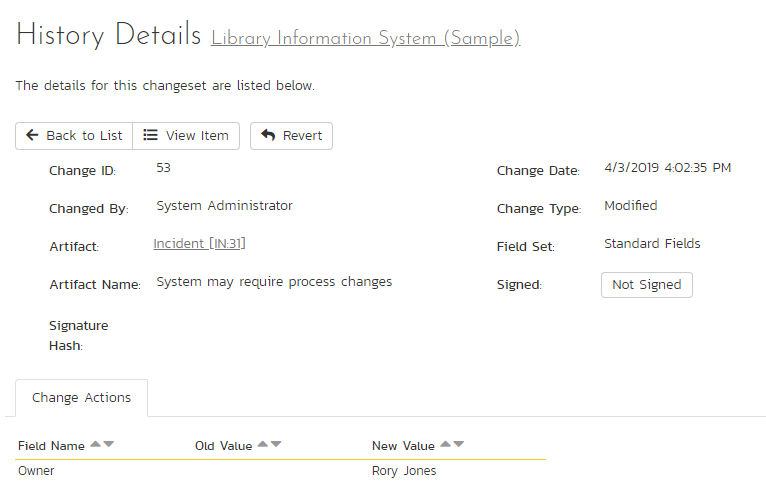 History Details Library Information System (Sample)
The details for this changeset are listed below.
Back to List View Item Revert
Change ID: 53 Change Date: 4/3/2019 4:02:35 PM
Changed By: System Administrator Change Type: Modified
Artifact: Incident [IN:31] Field Set: Standard Fields
Artifact Name: System may require process changes Signed: Not Signed
Signature
Hash:
Change Actions
Field Name Old Value New Value
Owner Rory Jones